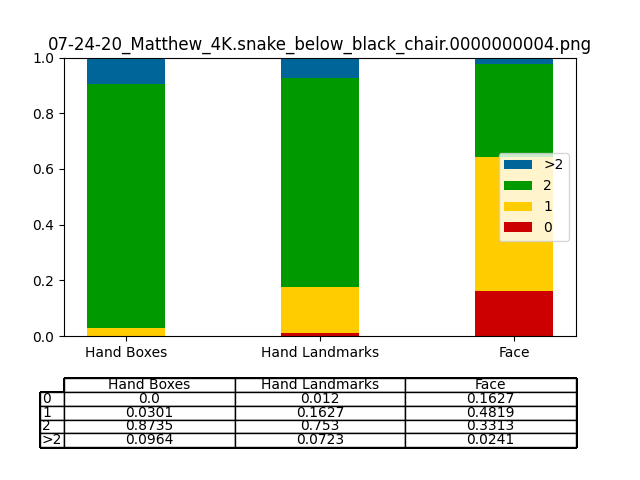 07-24-20_Matthew_4K.snake_below_black_chair.0000000004.png
1.0
0.8
0.6
0.4
0.2
0.0
>2
2
1
0
Hand Boxes Hand Landmarks Face
Hand Boxes Hand Landmarks Face
0 0.0 0.012 0.1627
1 0.0301 0.1627 0.4819
2 0.8735 0.753 0.3313
>2 0.0964 0.0723 0.0241